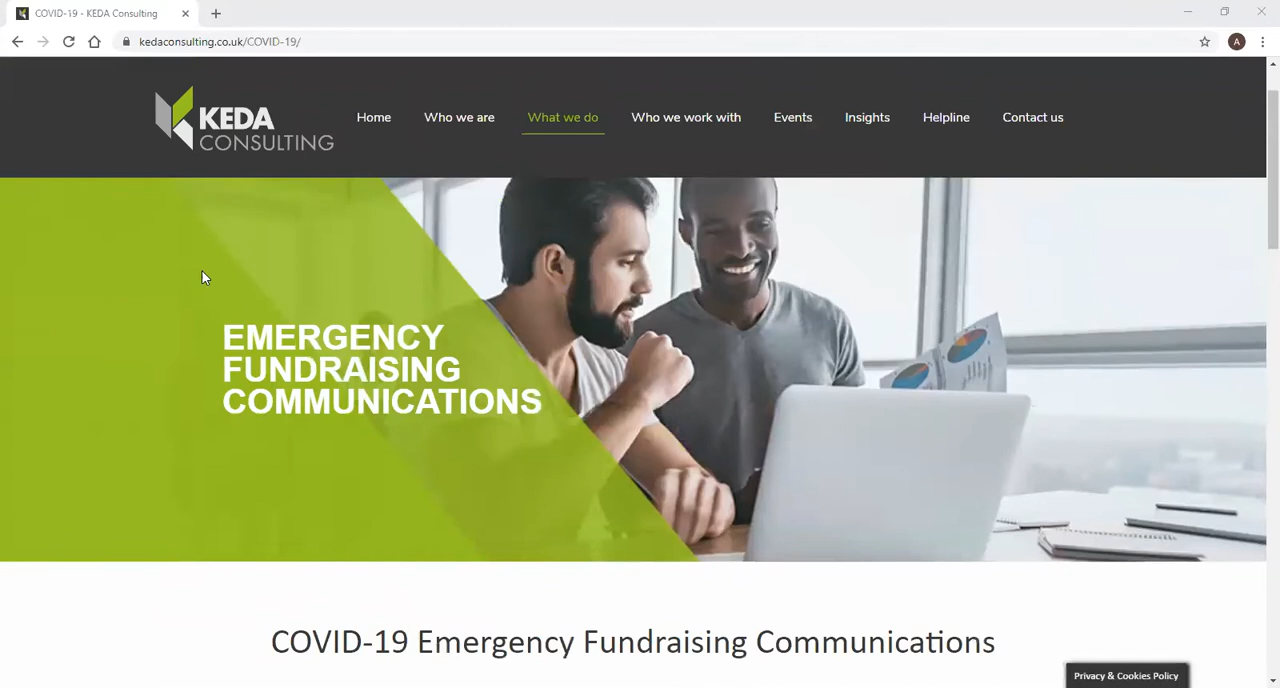 COVID-19 - KEDA Consulting
kedaconsulting.co.uk/COVID-19/
A
KEDA
CONSULTING
Home
Who we are
What we do
Who we work with
Events
Insights
Helpline
Contact us
EMERGENCY
FUNDRAISING
COMMUNICATIONS
COVID-19 Emergency Fundraising Communications
Privacy & Cookies Policy